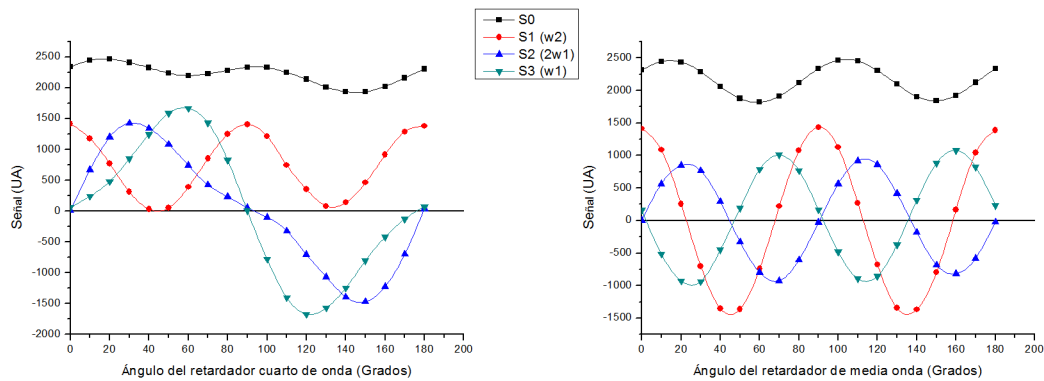 S0
S1 (w2)
S2 (2w1)
S3 (w1)
Señal (UA)
2500
2000
1500
1000
500
0
-500
-1000
-1500
-2000
0 20 40 60 80 100 120 140 160 180 200
Ángulo del retardador cuarto de onda (Grados)
Señal (UA)
2500
2000
1500
1000
500
0
-500
-1000
-1500
0 20 40 60 80 100 120 140 160 180 200
Ángulo del retardador de media onda (Grados)